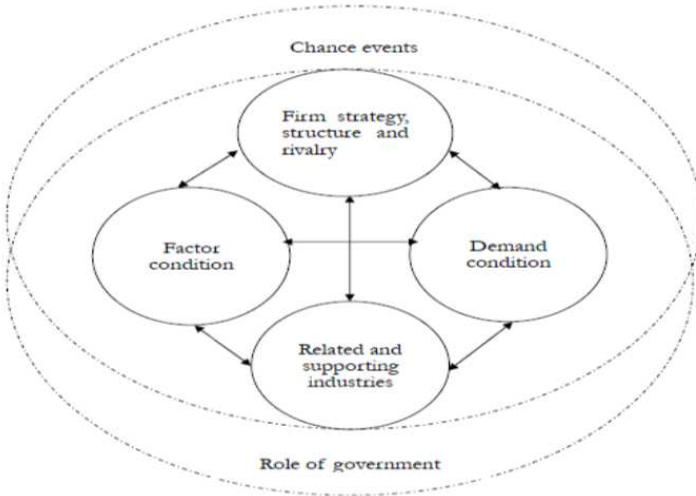 Chance events
Firm strategy,
structure and
rivalry
Factor
condition
Demand
condition
Related and
supporting
industries
Role of government